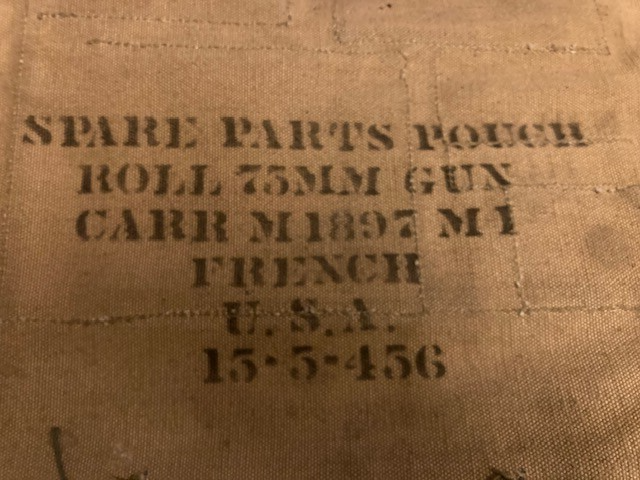 SPARE PARTS POUCH
ROLL 75MM GUN
CARR M1897 M1
FRENCH
U.S.A.
15-5-456